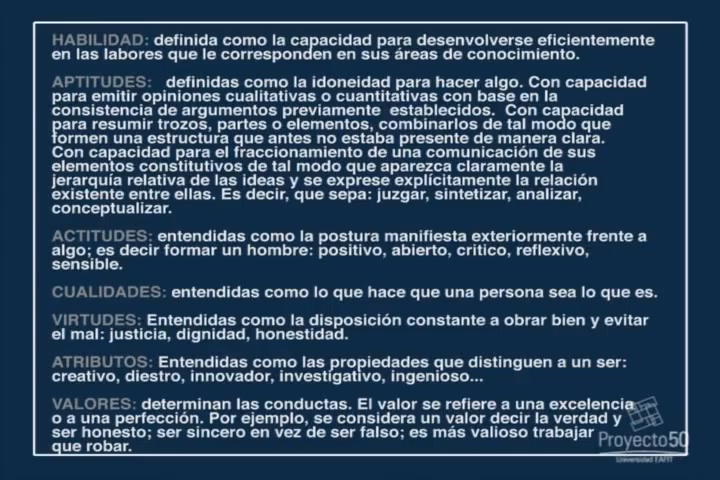 HABILIDAD: definida como la capacidad para desenvolverse eficientemente
en las labores que le corresponden en sus áreas de conocimiento.
APTITUDES: definidas como la idoneidad para hacer algo. Con capacidad
para emitir opiniones cualitativas o cuantitativas con base en la
consistencia de argumentos previamente establecidos. Con capacidad
para resumir trozos, partes o elementos, combinarlos de tal modo que
formen una estructura que antes no estaba presente de manera clara.
Con capacidad para el fraccionamiento de una comunicación de sus
elementos constitutivos de tal modo que aparezca claramente la
jerarquía relativa de las ideas y se exprese explícitamente la relación
existente entre ellas. Es decir, que sepa: juzgar, sintetizar, analizar,
conceptualizar.
ACTITUDES: entendidas como la postura manifiesta exteriormente frente a
algo; es decir formar un hombre: positivo, abierto, critico, reflexivo,
sensible.
CUALIDADES: entendidas como lo que hace que una persona sea lo que es.
VIRTUDES: Entendidas como la disposición constante a obrar bien y evitar
el mal: justicia, dignidad, honestidad.
ATRIBUTOS: Entendidas como las propiedades que distinguen a un ser:
creativo, diestro, innovador, investigativo, ingenioso...
VALORES: determinan las conductas. El valor se refiere a una excelencia
o a una perfección. Por ejemplo, se considera un valor decir la verdad y
ser honesto; ser sincero en vez de ser falso; es más valioso trabajar
que robar.
Proyecto50
Universidad EAFIT